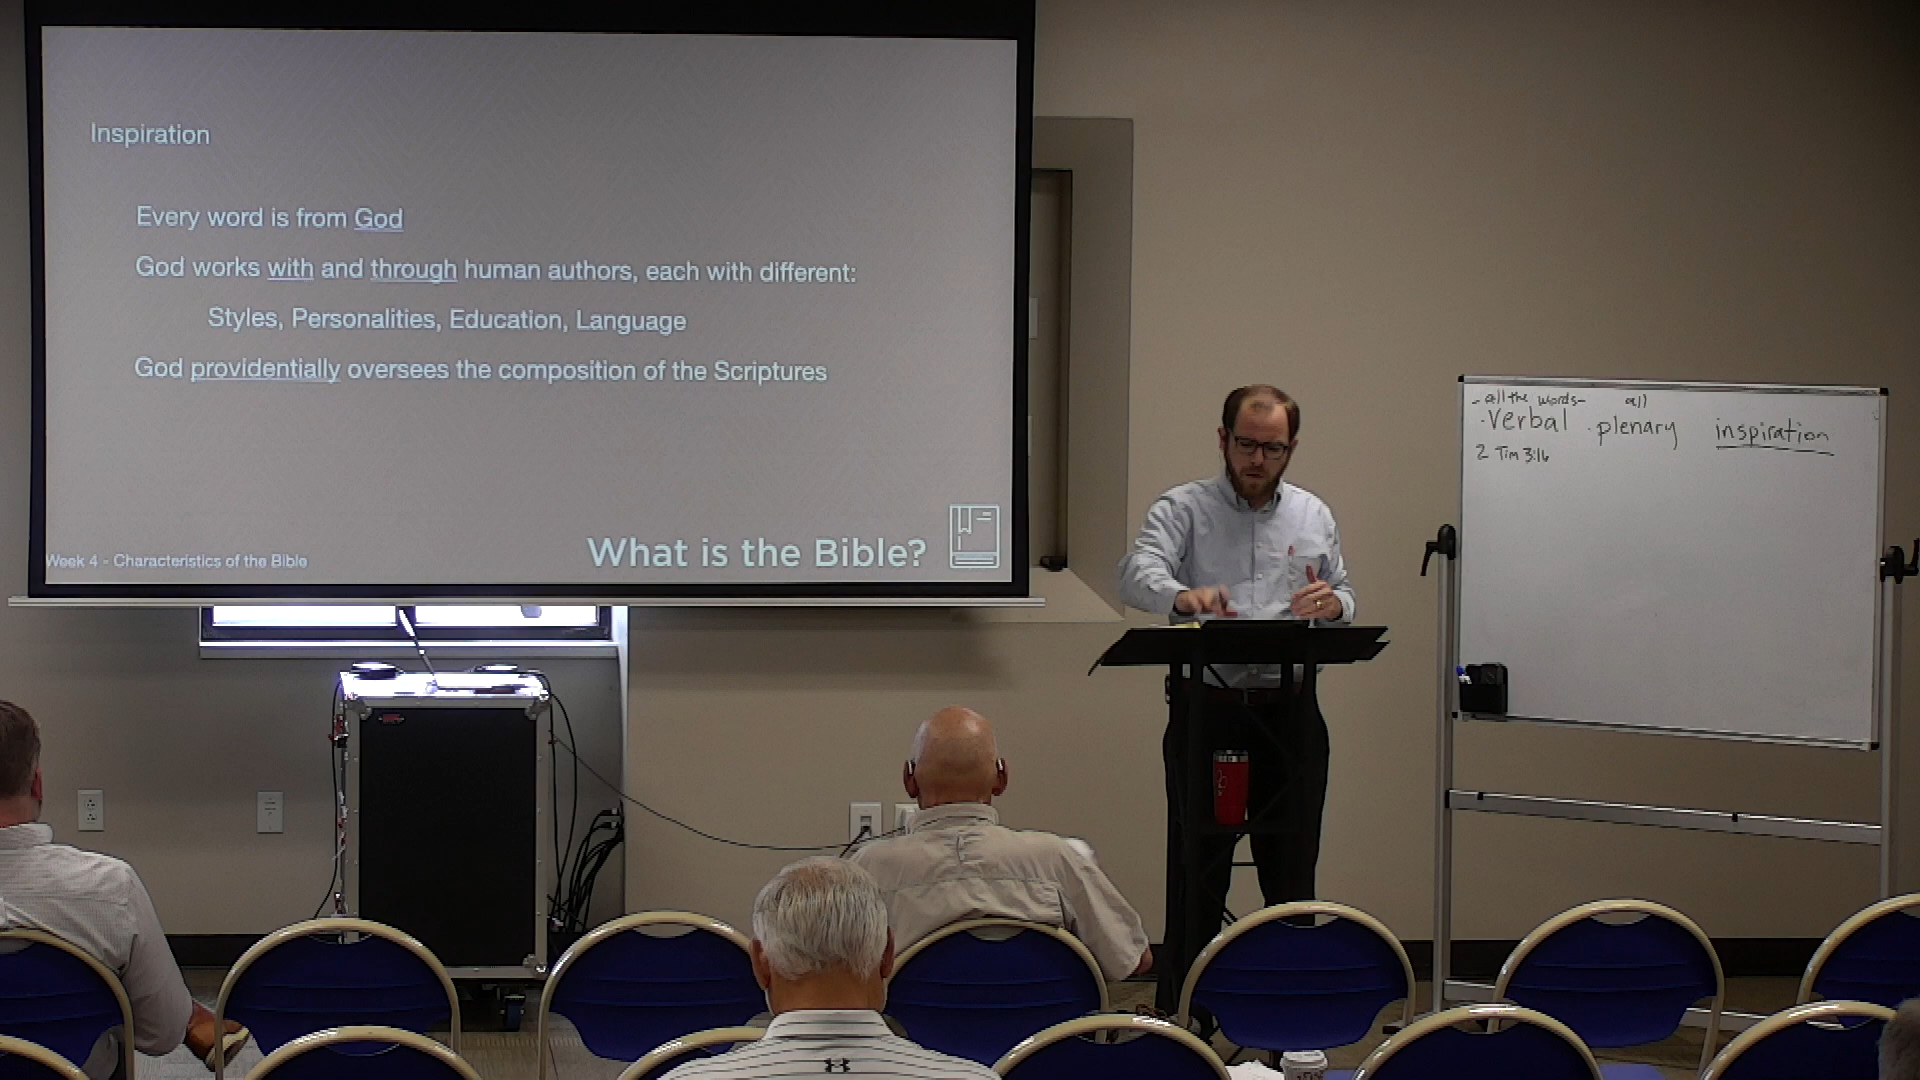 Inspiration
Every word is from God
God works with and through human authors, each with different:
Styles, Personalities, Education, Language
God providentially oversees the composition of the Scriptures
Week 4 - Characteristics of the Bible
What is the Bible?
- all the words- all
· Verbal · plenary inspiration
2 Tim 3:16